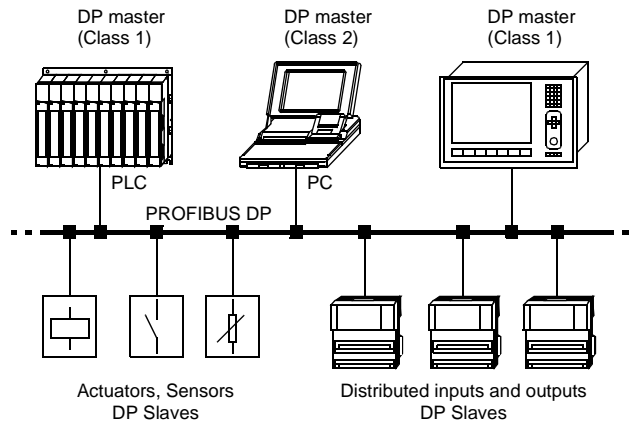 DP master
(Class 1)
DP master
(Class 2)
DP master
(Class 1)
PLC
PC
PROFIBUS DP
Actuators, Sensors
DP Slaves
Distributed inputs and outputs
DP Slaves